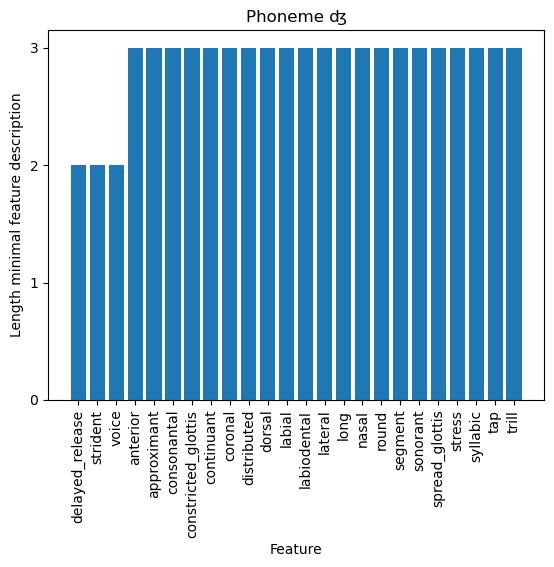 Phoneme ʤ
Length minimal feature description
3
2
1
0
delayed_release
strident
voice
anterior
approximant
consonantal
constricted_glottis
continuant
coronal
distributed
dorsal
labial
labiodental
lateral
long
nasal
round
segment
sonorant
spread_glottis
stress
syllabic
tap
trill
Feature